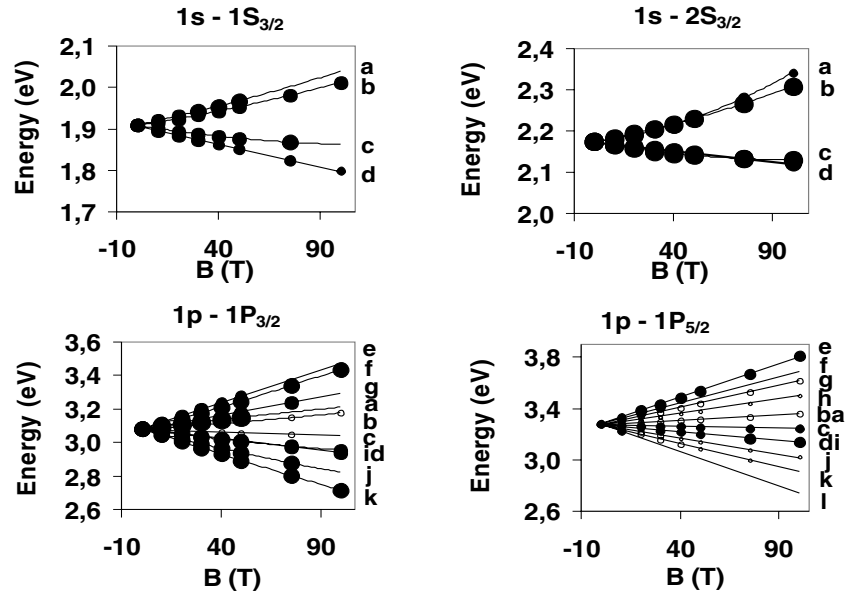 1s - 1S3/2
Energy (eV)
2,1
2,0
1,9
1,8
1,7
-10
40
90
B (T)
a
b
c
d
1s - 2S3/2
Energy (eV)
2,4
2,3
2,2
2,1
2,0
-10
40
90
B (T)
a
b
c
d
1p - 1P3/2
Energy (eV)
3,6
3,4
3,2
3,0
2,8
2,6
-10
40
90
B (T)
e
f
g
a
b
c
id
j
k
1p - 1P5/2
Energy (eV)
3,8
3,4
3,0
2,6
-10
40
90
B (T)
e
f
g
h
ba
c
di
j
k
l